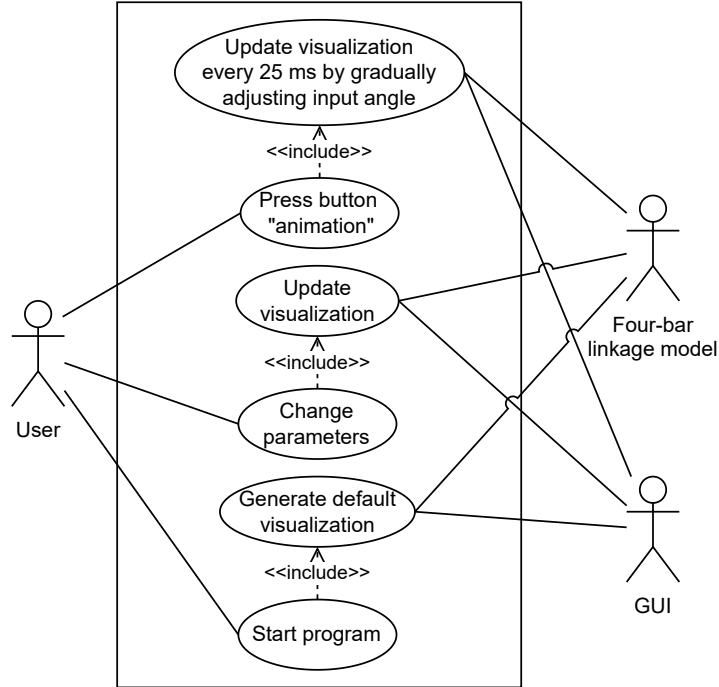 Update visualization
every 25 ms by gradually
adjusting input angle
<<include>>
Press button
"animation"
Update
visualization
<<include>>
Change
parameters
Generate default
visualization
<<include>>
Start program
User
Four-bar
linkage model
GUI